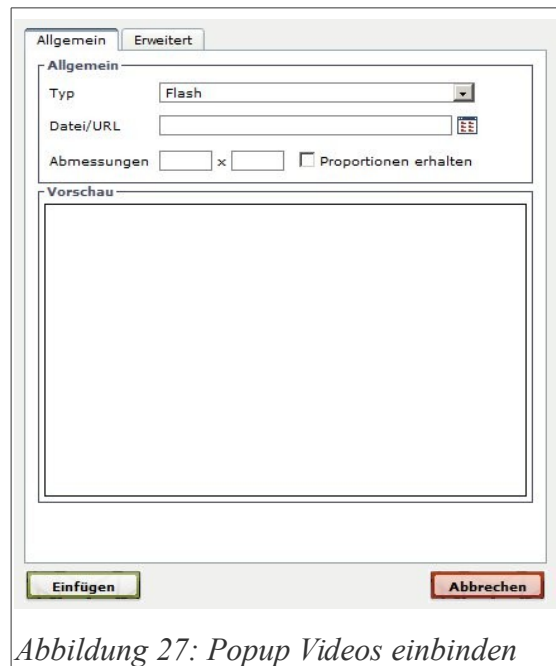 Allgemein Erweitert
Allgemein
Typ Flash
Datei/URL
Abmessungen x Proportionen erhalten
Vorschau
Einfügen Abbrechen
Abbildung 27: Popup Videos einbinden